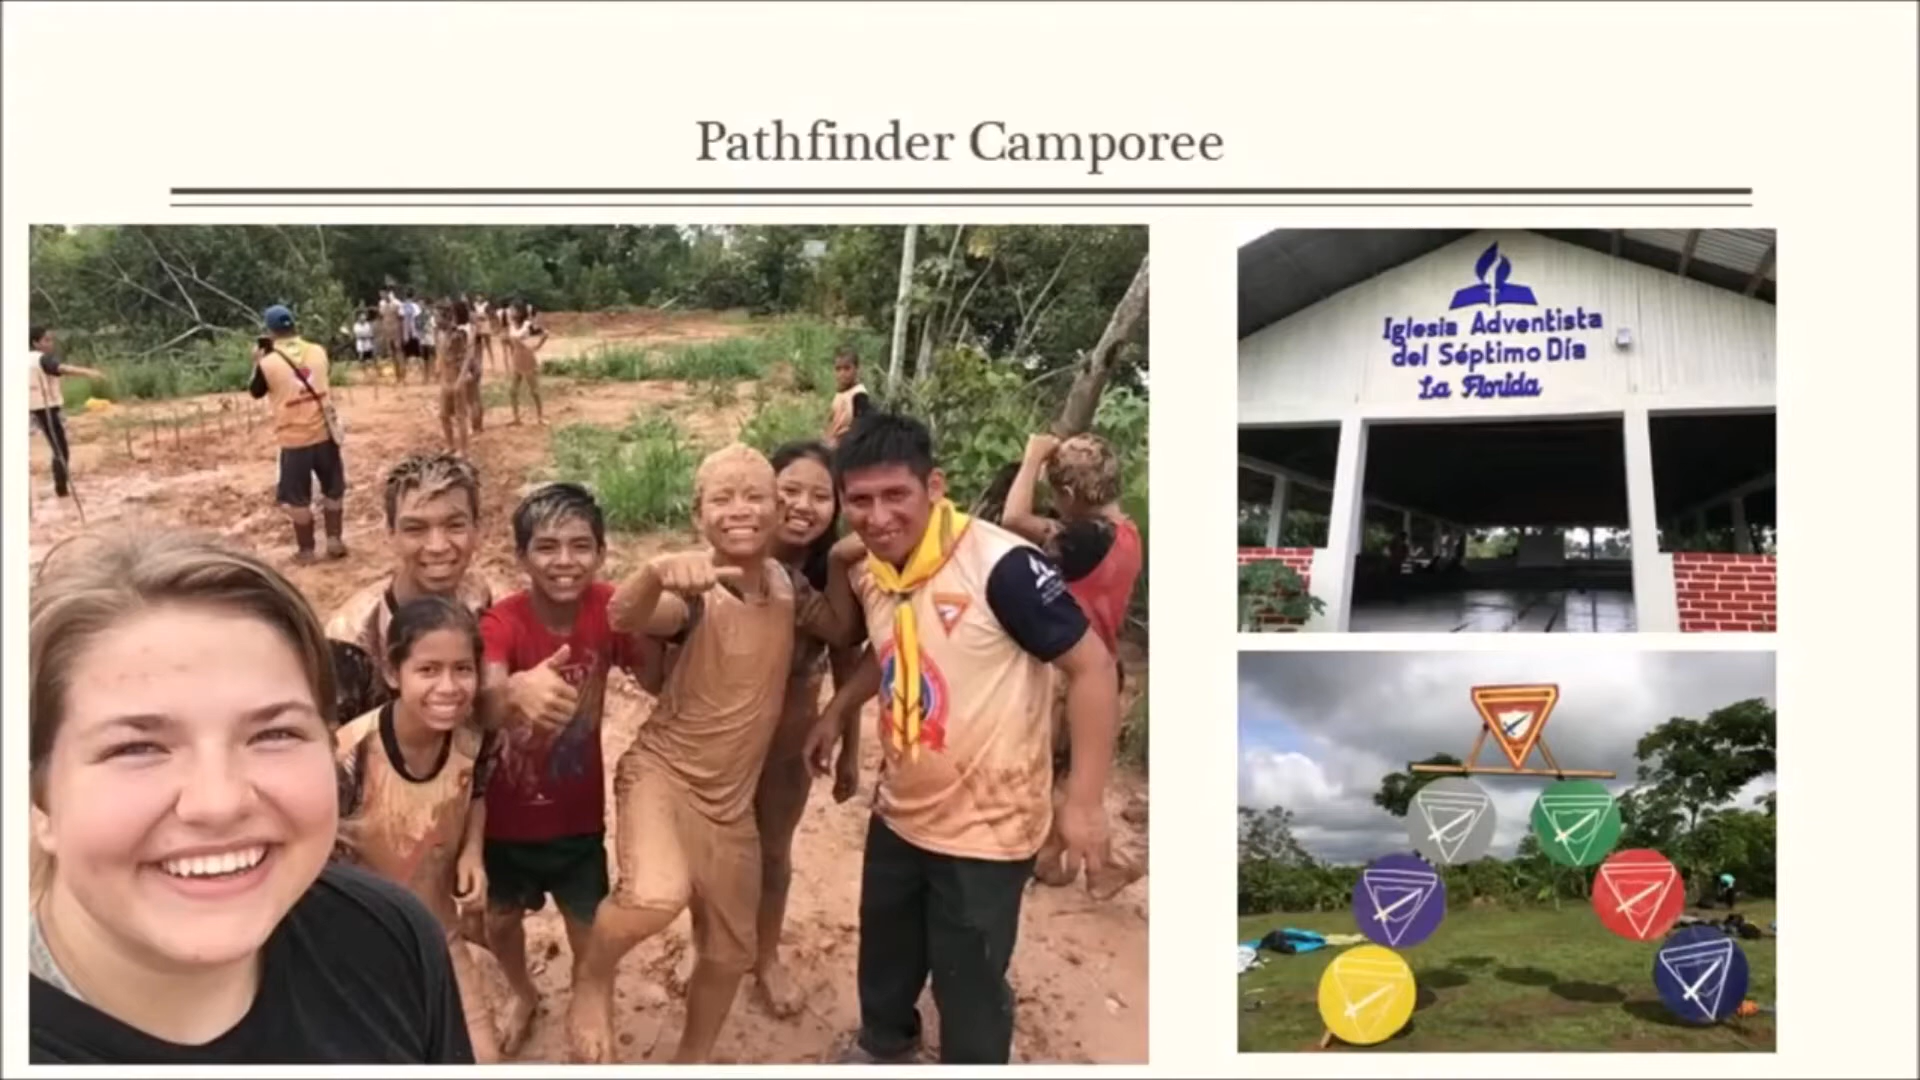 Pathfinder Camporee
Iglesia Adventista
del Séptimo Día
La Florida